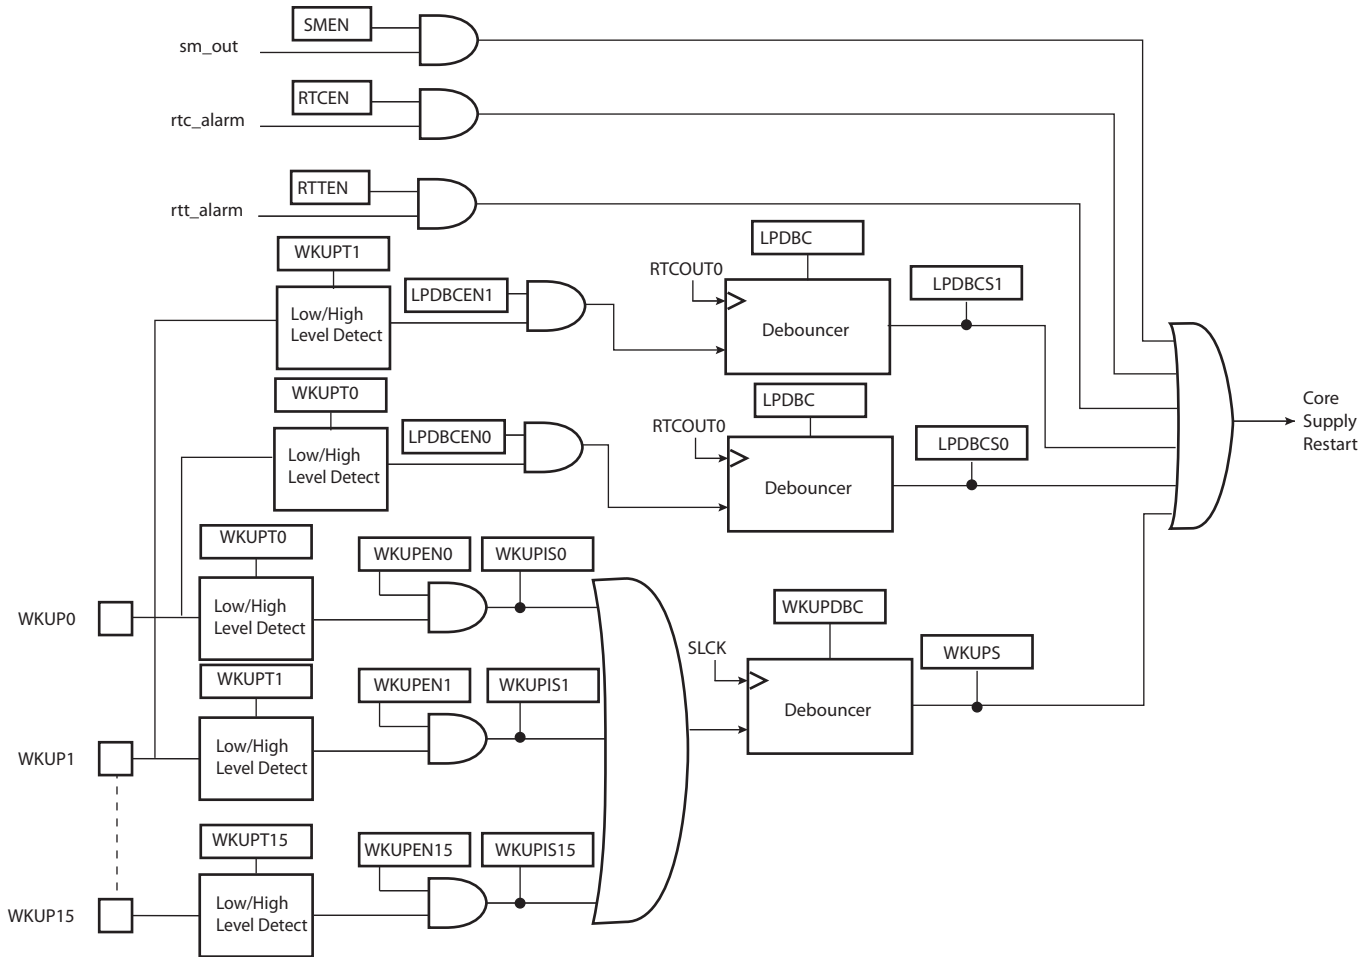 SMEN
sm_out
RTCEN
rtc_alarm
RTTEN
rtt_alarm
WKUPT1
LPDBC
RTCOUT0
LPDBCEN1
LPDBCS1
Low/High
Level Detect
Debouncer
WKUPT0
LPDBC
RTCOUT0
LPDBCEN0
LPDBCS0
Low/High
Level Detect
Debouncer
Core
Supply
Restart
WKUPT0
WKUPEN0
WKUPIS0
WKUP0
Low/High
Level Detect
WKUPDBC
SLCK
WKUPS
Debouncer
WKUPT1
WKUPEN1
WKUPIS1
WKUP1
Low/High
Level Detect
WKUPT15
WKUPEN15
WKUPIS15
WKUP15
Low/High
Level Detect